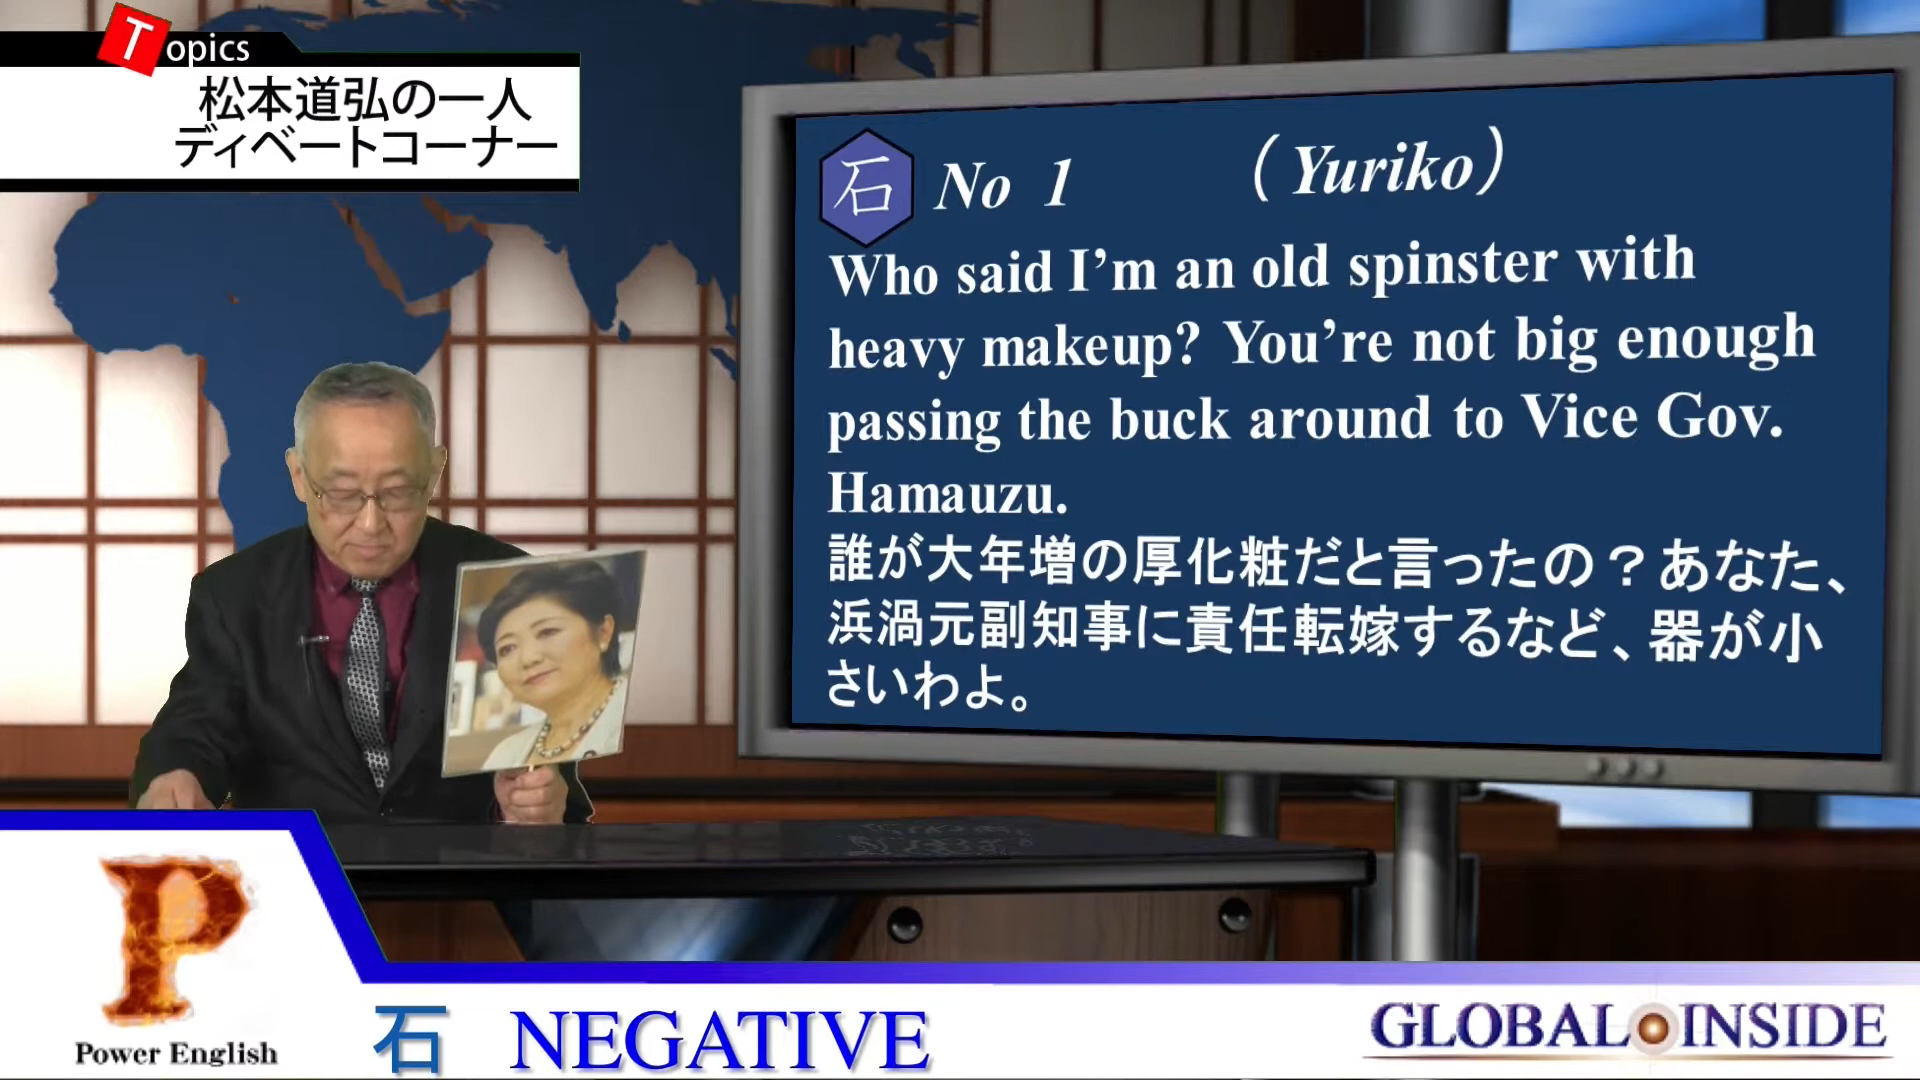 Topics
松本道弘の一人
ディベートコーナー
石 No 1 (Yuriko)
Who said I'm an old spinster with
heavy makeup? You're not big enough
passing the buck around to Vice Gov.
Hamauzu.
誰が大年増の厚化粧だと言ったの？あなた、
浜渦元副知事に責任転嫁するなど、器が小
さいわよ。
P
Power English
石 NEGATIVE
GLOBAL INSIDE